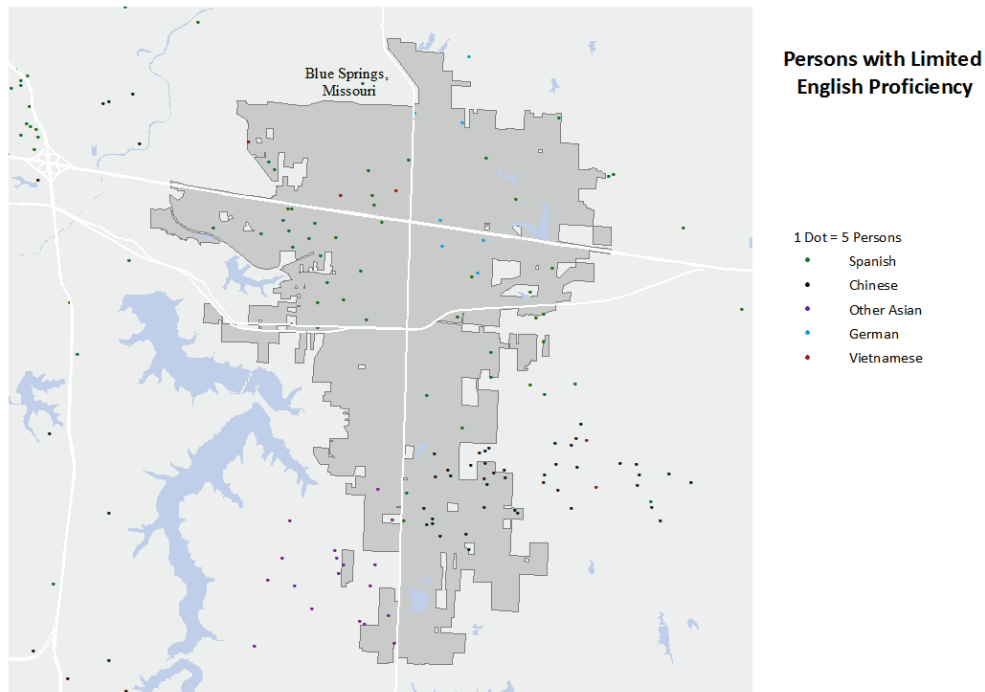 Blue Springs,
Missouri
Persons with Limited
English Proficiency
1 Dot = 5 Persons
Spanish
Chinese
Other Asian
German
Vietnamese